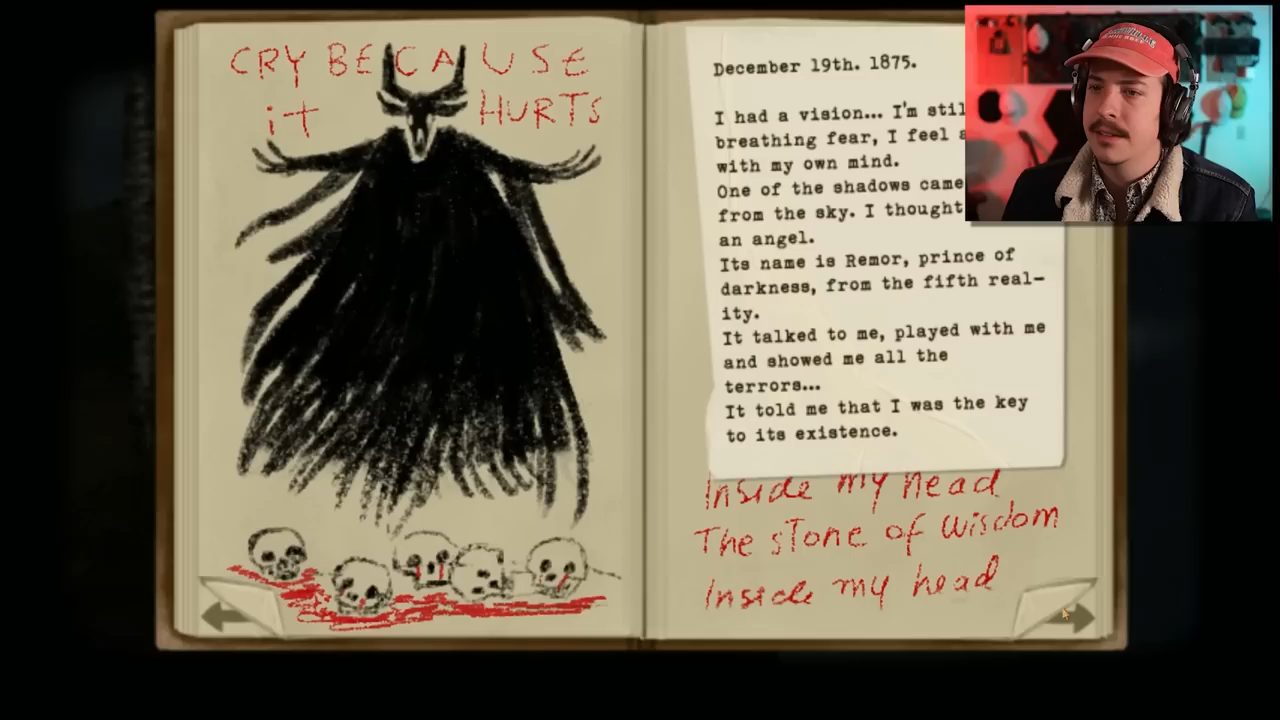 CRY BECAUSE
it HURTS
December 19th. 1875.
I had a vision... I'm stil
breathing fear, I feel a
with my own mind.
One of the shadows came
from the sky. I thought
an angel.
Its name is Remor, prince of
darkness, from the fifth real-
ity.
It talked to me, played with me
and showed me all the
terrors...
It told me that I was the key
to its existence.
Inside my head
The stone of wisdom
Inside my head